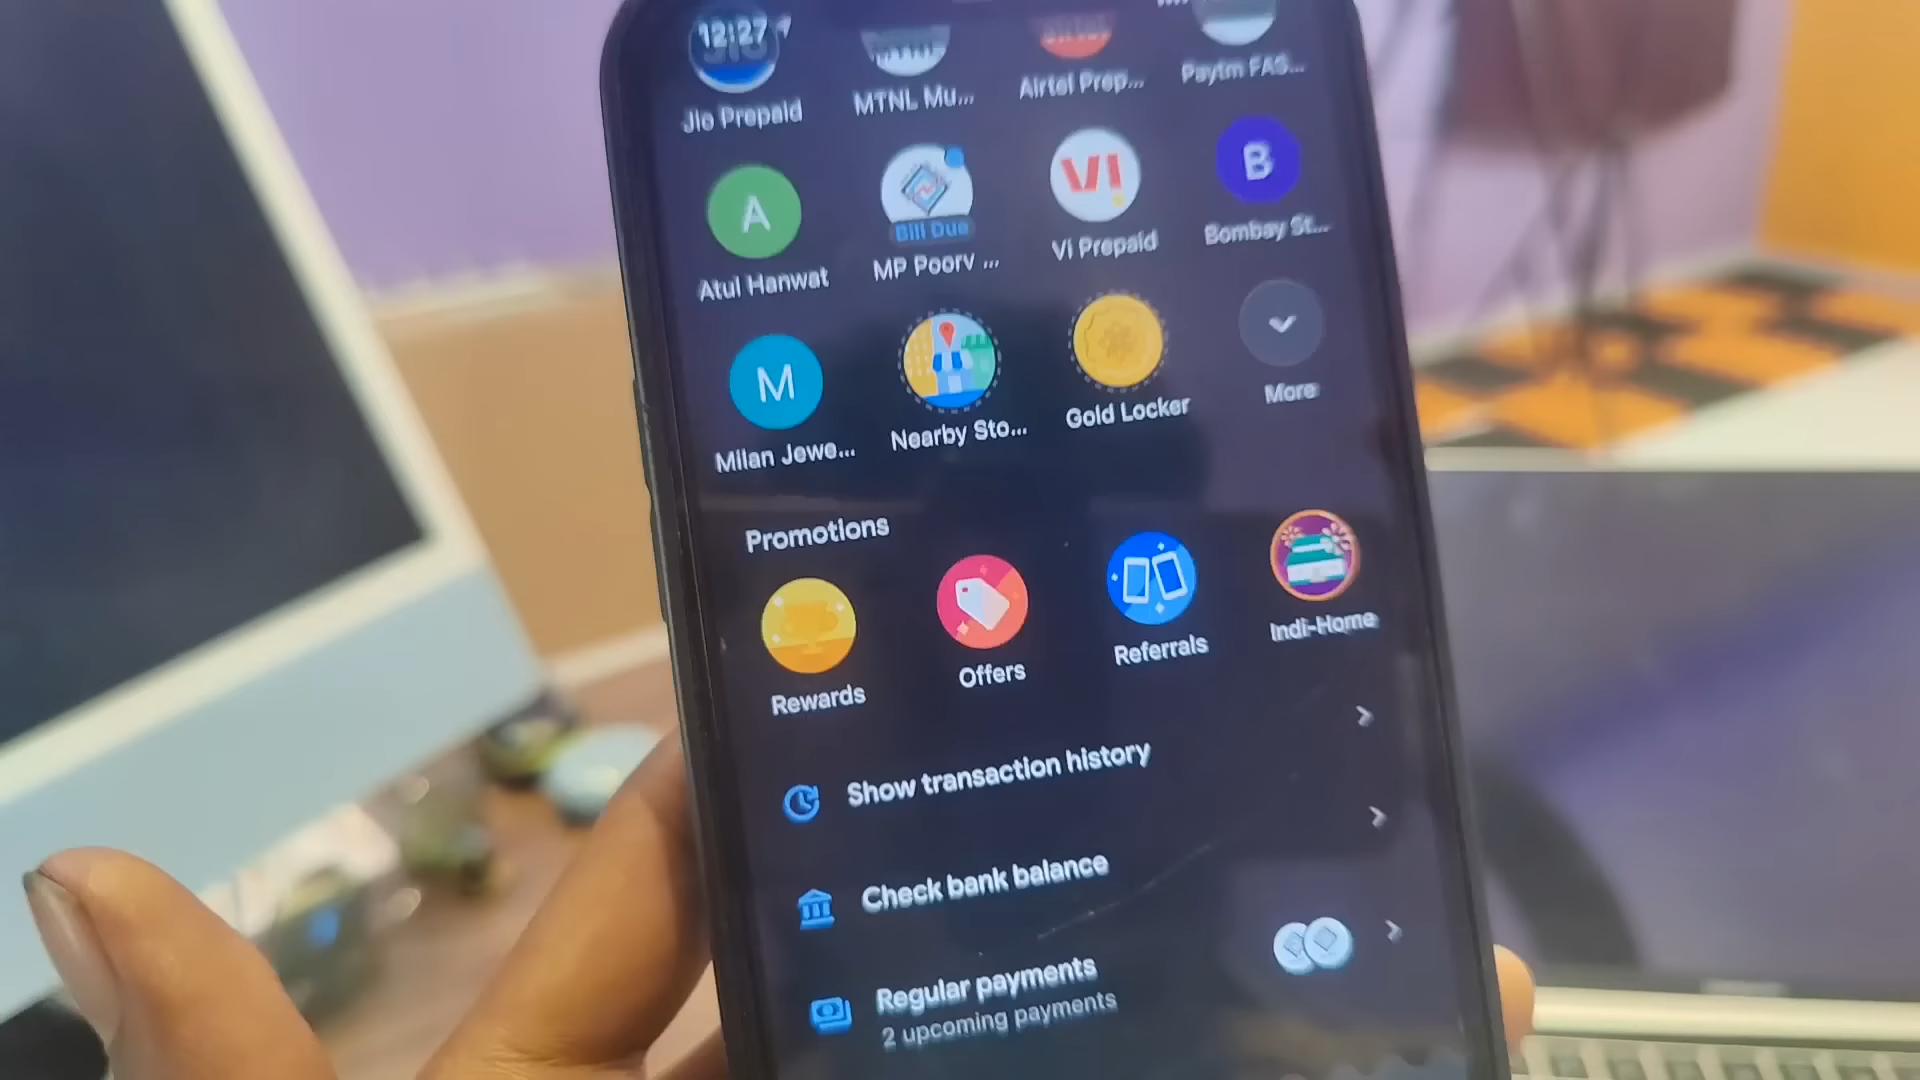 12:27
Jio Prepaid MTNL Mu... Airtel Prep... Paytm FAS...
A VI B
Bill Due
Atul Hanwat MP Poorv ... Vi Prepaid Bombay St...
M
Milan Jewe... Nearby Sto... Gold Locker More
Promotions
Rewards Offers Referrals Indi-Home
Show transaction history
Check bank balance
Regular payments
2 upcoming payments